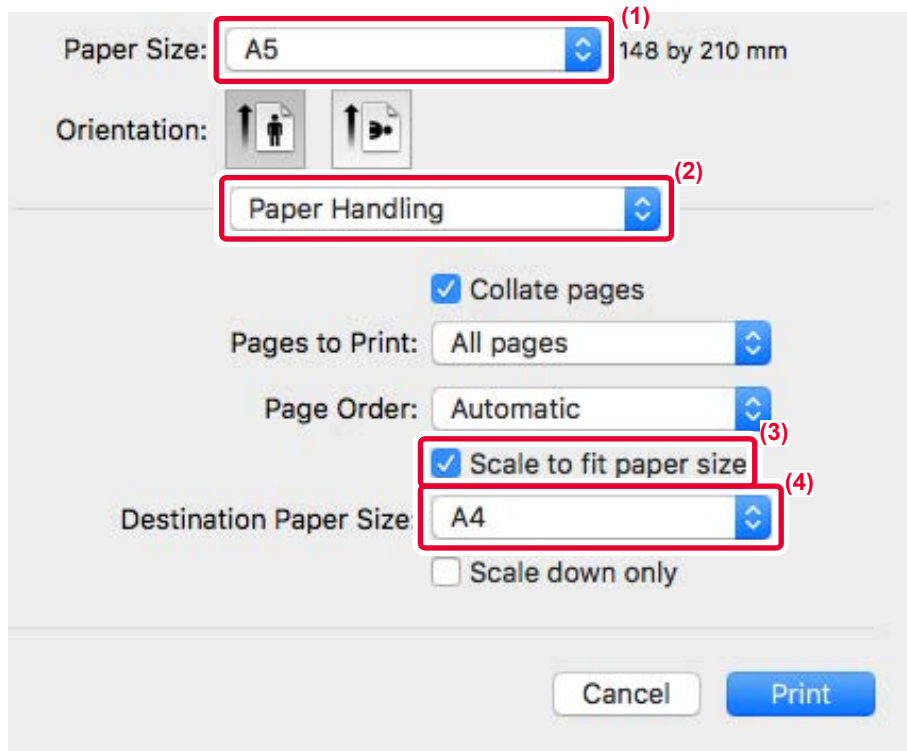 (1)
Paper Size: A5 148 by 210 mm
Orientation:
(2)
Paper Handling
Collate pages
Pages to Print: All pages
Page Order: Automatic
(3)
Scale to fit paper size
(4)
Destination Paper Size: A4
Scale down only
Cancel Print